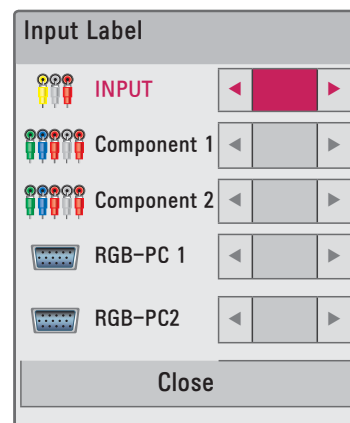 Input Label
INPUT
Component 1
Component 2
RGB-PC 1
RGB-PC2
Close